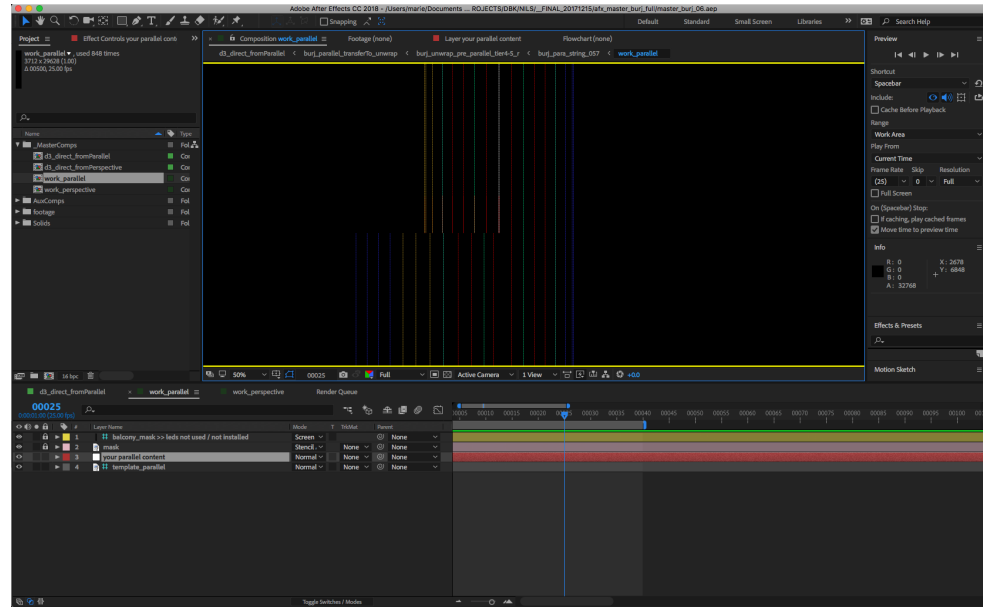 Adobe After Effects CC 2018 - /Users/marie/Documents ... ROJECTS/DBK/NILS/__FINAL_20171215/afx_master_burj_full/master_burj_06.aep
Snapping
Default Standard Small Screen Libraries >> Search Help
Project Effect Controls your parallel cont >>
work_parallel ▾, used 848 times
3712 x 29628 (1.00)
Δ 00500, 25.00 fps
Name Type
_MasterComps Fol
d3_direct_fromParallel Co
d3_direct_fromPerspective Co
work_parallel Co
work_perspective Co
AuxComps Fol
footage Fol
Solids Fol
16 bpc
× Composition work_parallel Footage (none) Layer your parallel content Flowchart (none)
d3_direct_fromParallel < burj_parallel_transferTo_unwrap < burj_unwrap_pre_parallel_tier4-5_r < burj_para_string_057 < work_parallel
50% 00025 Full Active Camera 1 View +0.0
Preview
Shortcut
Spacebar
Include:
Cache Before Playback
Range
Work Area
Play From
Current Time
Frame Rate Skip Resolution
(25) 0 Full
Full Screen
On (Spacebar) Stop:
If caching, play cached frames
Move time to preview time
Info
R: 0 X: 2678
G: 0 Y: 6848
B: 0
A: 32768
Effects & Presets
Motion Sketch
d3_direct_fromParallel × work_parallel work_perspective Render Queue
00025
0:00:01:00 (25.00 fps)
0005 00010 00015 00020 00025 00030 00035 00040 00045 00050 00055 00060 00065 00070 00075 00080 00085 00090 00095 00100
# Layer Name Mode T TrkMat Parent
1 balcony_mask >> leds not used / not installed Screen None
2 mask Stencil None None
3 your parallel content Normal None None
4 template_parallel Normal None None
Toggle Switches / Modes